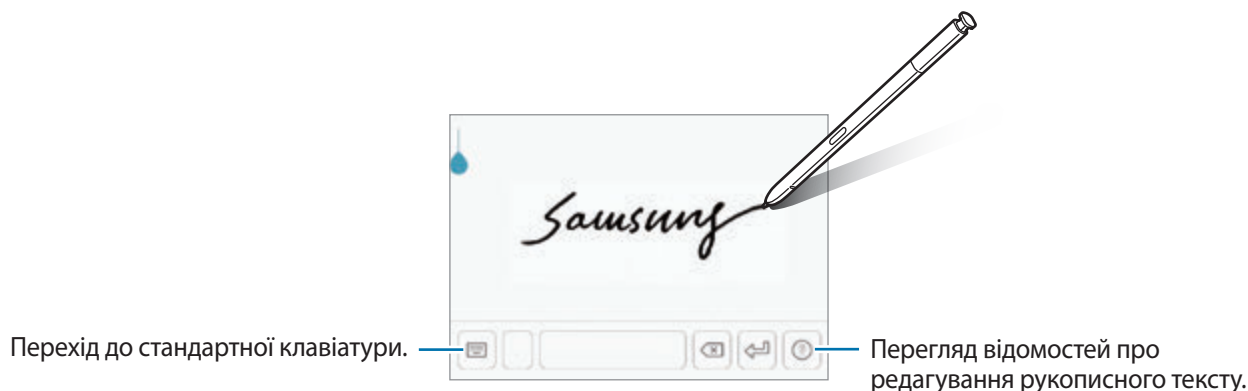 Samsung
Перехід до стандартної клавіатури.
Перегляд відомостей про
редагування рукописного тексту.